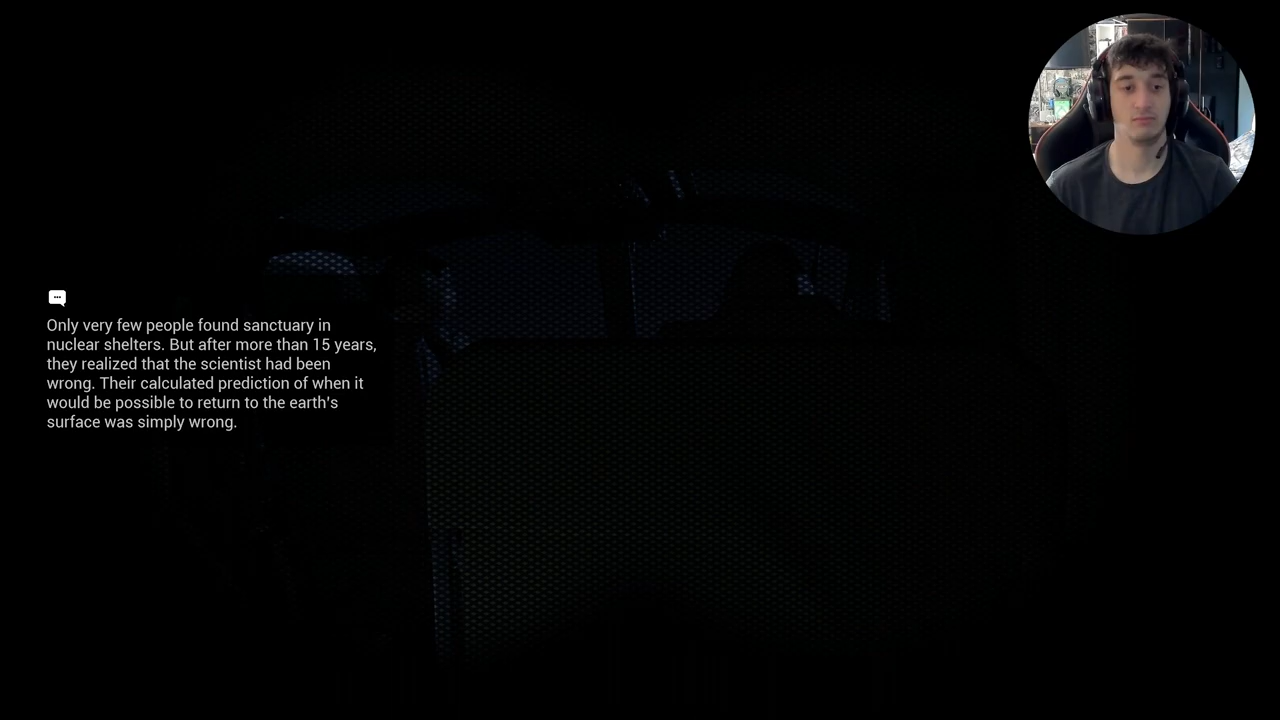 Only very few people found sanctuary in
nuclear shelters. But after more than 15 years,
they realized that the scientist had been
wrong. Their calculated prediction of when it
would be possible to return to the earth's
surface was simply wrong.